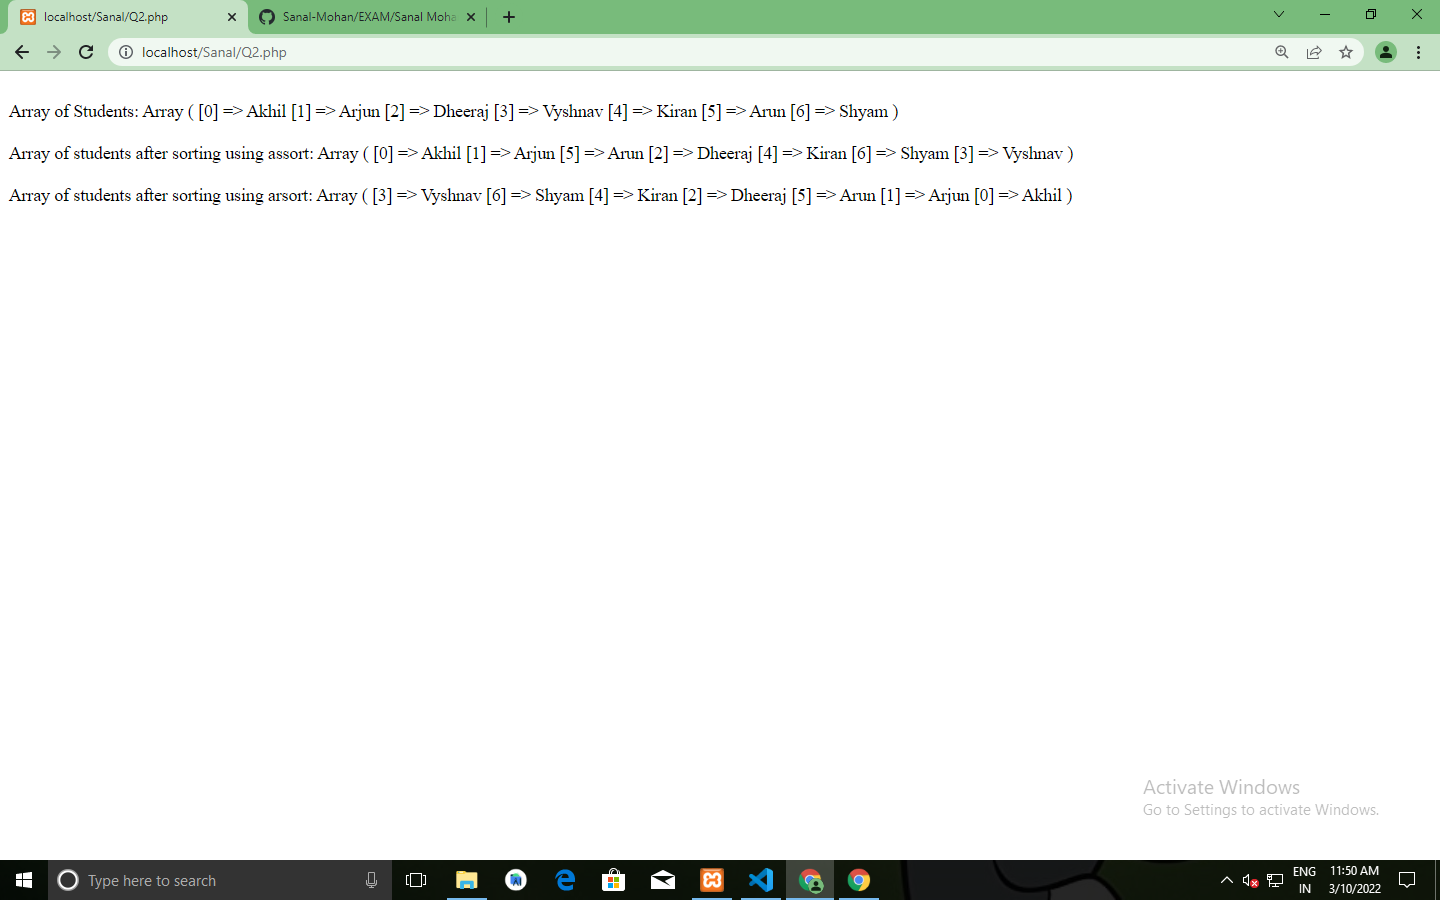 localhost/Sanal/Q2.php
Sanal-Mohan/EXAM/Sanal Moha
localhost/Sanal/Q2.php
Array of Students: Array ( [0] => Akhil [1] => Arjun [2] => Dheeraj [3] => Vyshnav [4] => Kiran [5] => Arun [6] => Shyam )
Array of students after sorting using assort: Array ( [0] => Akhil [1] => Arjun [5] => Arun [2] => Dheeraj [4] => Kiran [6] => Shyam [3] => Vyshnav )
Array of students after sorting using arsort: Array ( [3] => Vyshnav [6] => Shyam [4] => Kiran [2] => Dheeraj [5] => Arun [1] => Arjun [0] => Akhil )
Activate Windows
Go to Settings to activate Windows.
Type here to search
ENG
IN
11:50 AM
3/10/2022